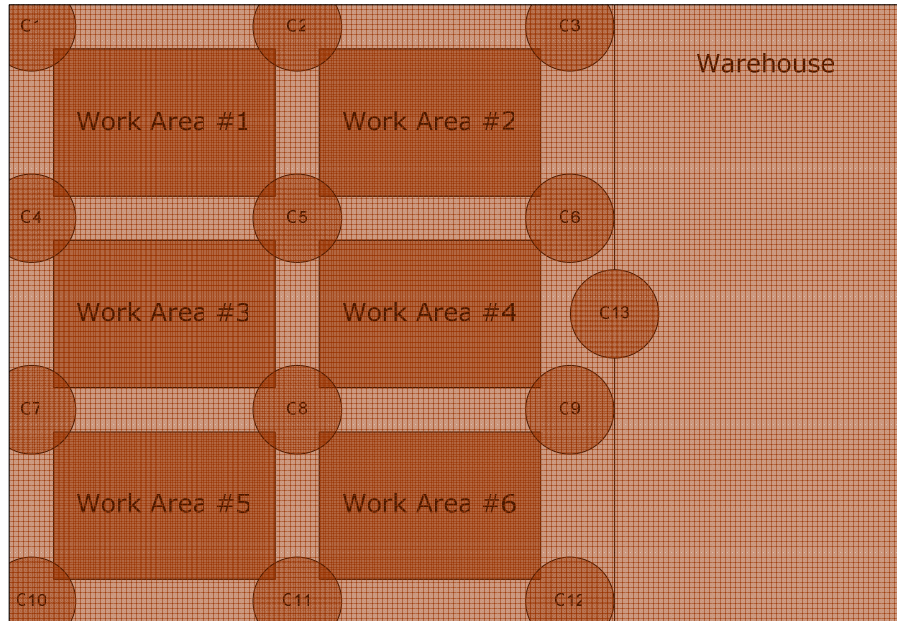 C1
C2
C3
Warehouse
Work Area #1
Work Area #2
C4
C5
C6
Work Area #3
Work Area #4
C13
C7
C8
C9
Work Area #5
Work Area #6
C10
C11
C12